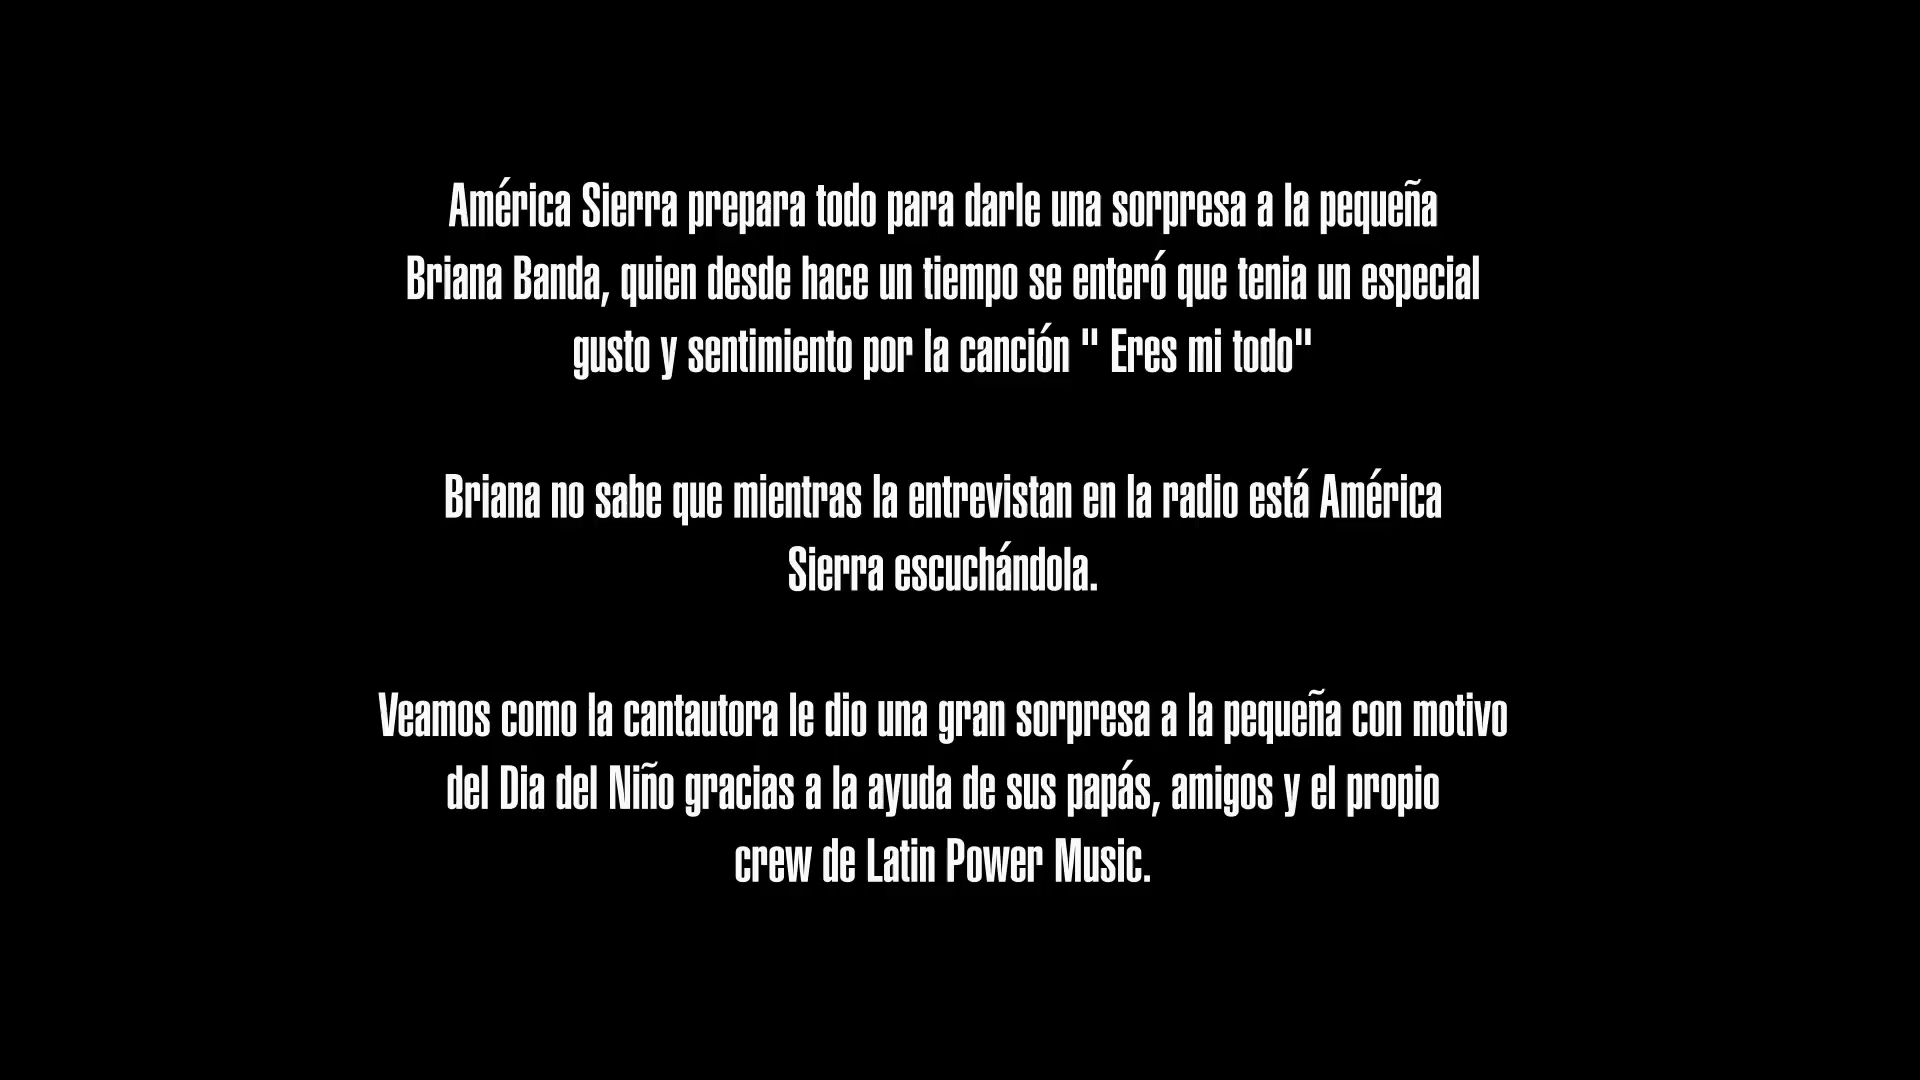 América Sierra prepara todo para darle una sorpresa a la pequeña
Briana Banda, quien desde hace un tiempo se enteró que tenia un especial
gusto y sentimiento por la canción " Eres mi todo"
Briana no sabe que mientras la entrevistan en la radio está América
Sierra escuchándola.
Veamos como la cantautora le dio una gran sorpresa a la pequeña con motivo
del Dia del Niño gracias a la ayuda de sus papás, amigos y el propio
crew de Latin Power Music.